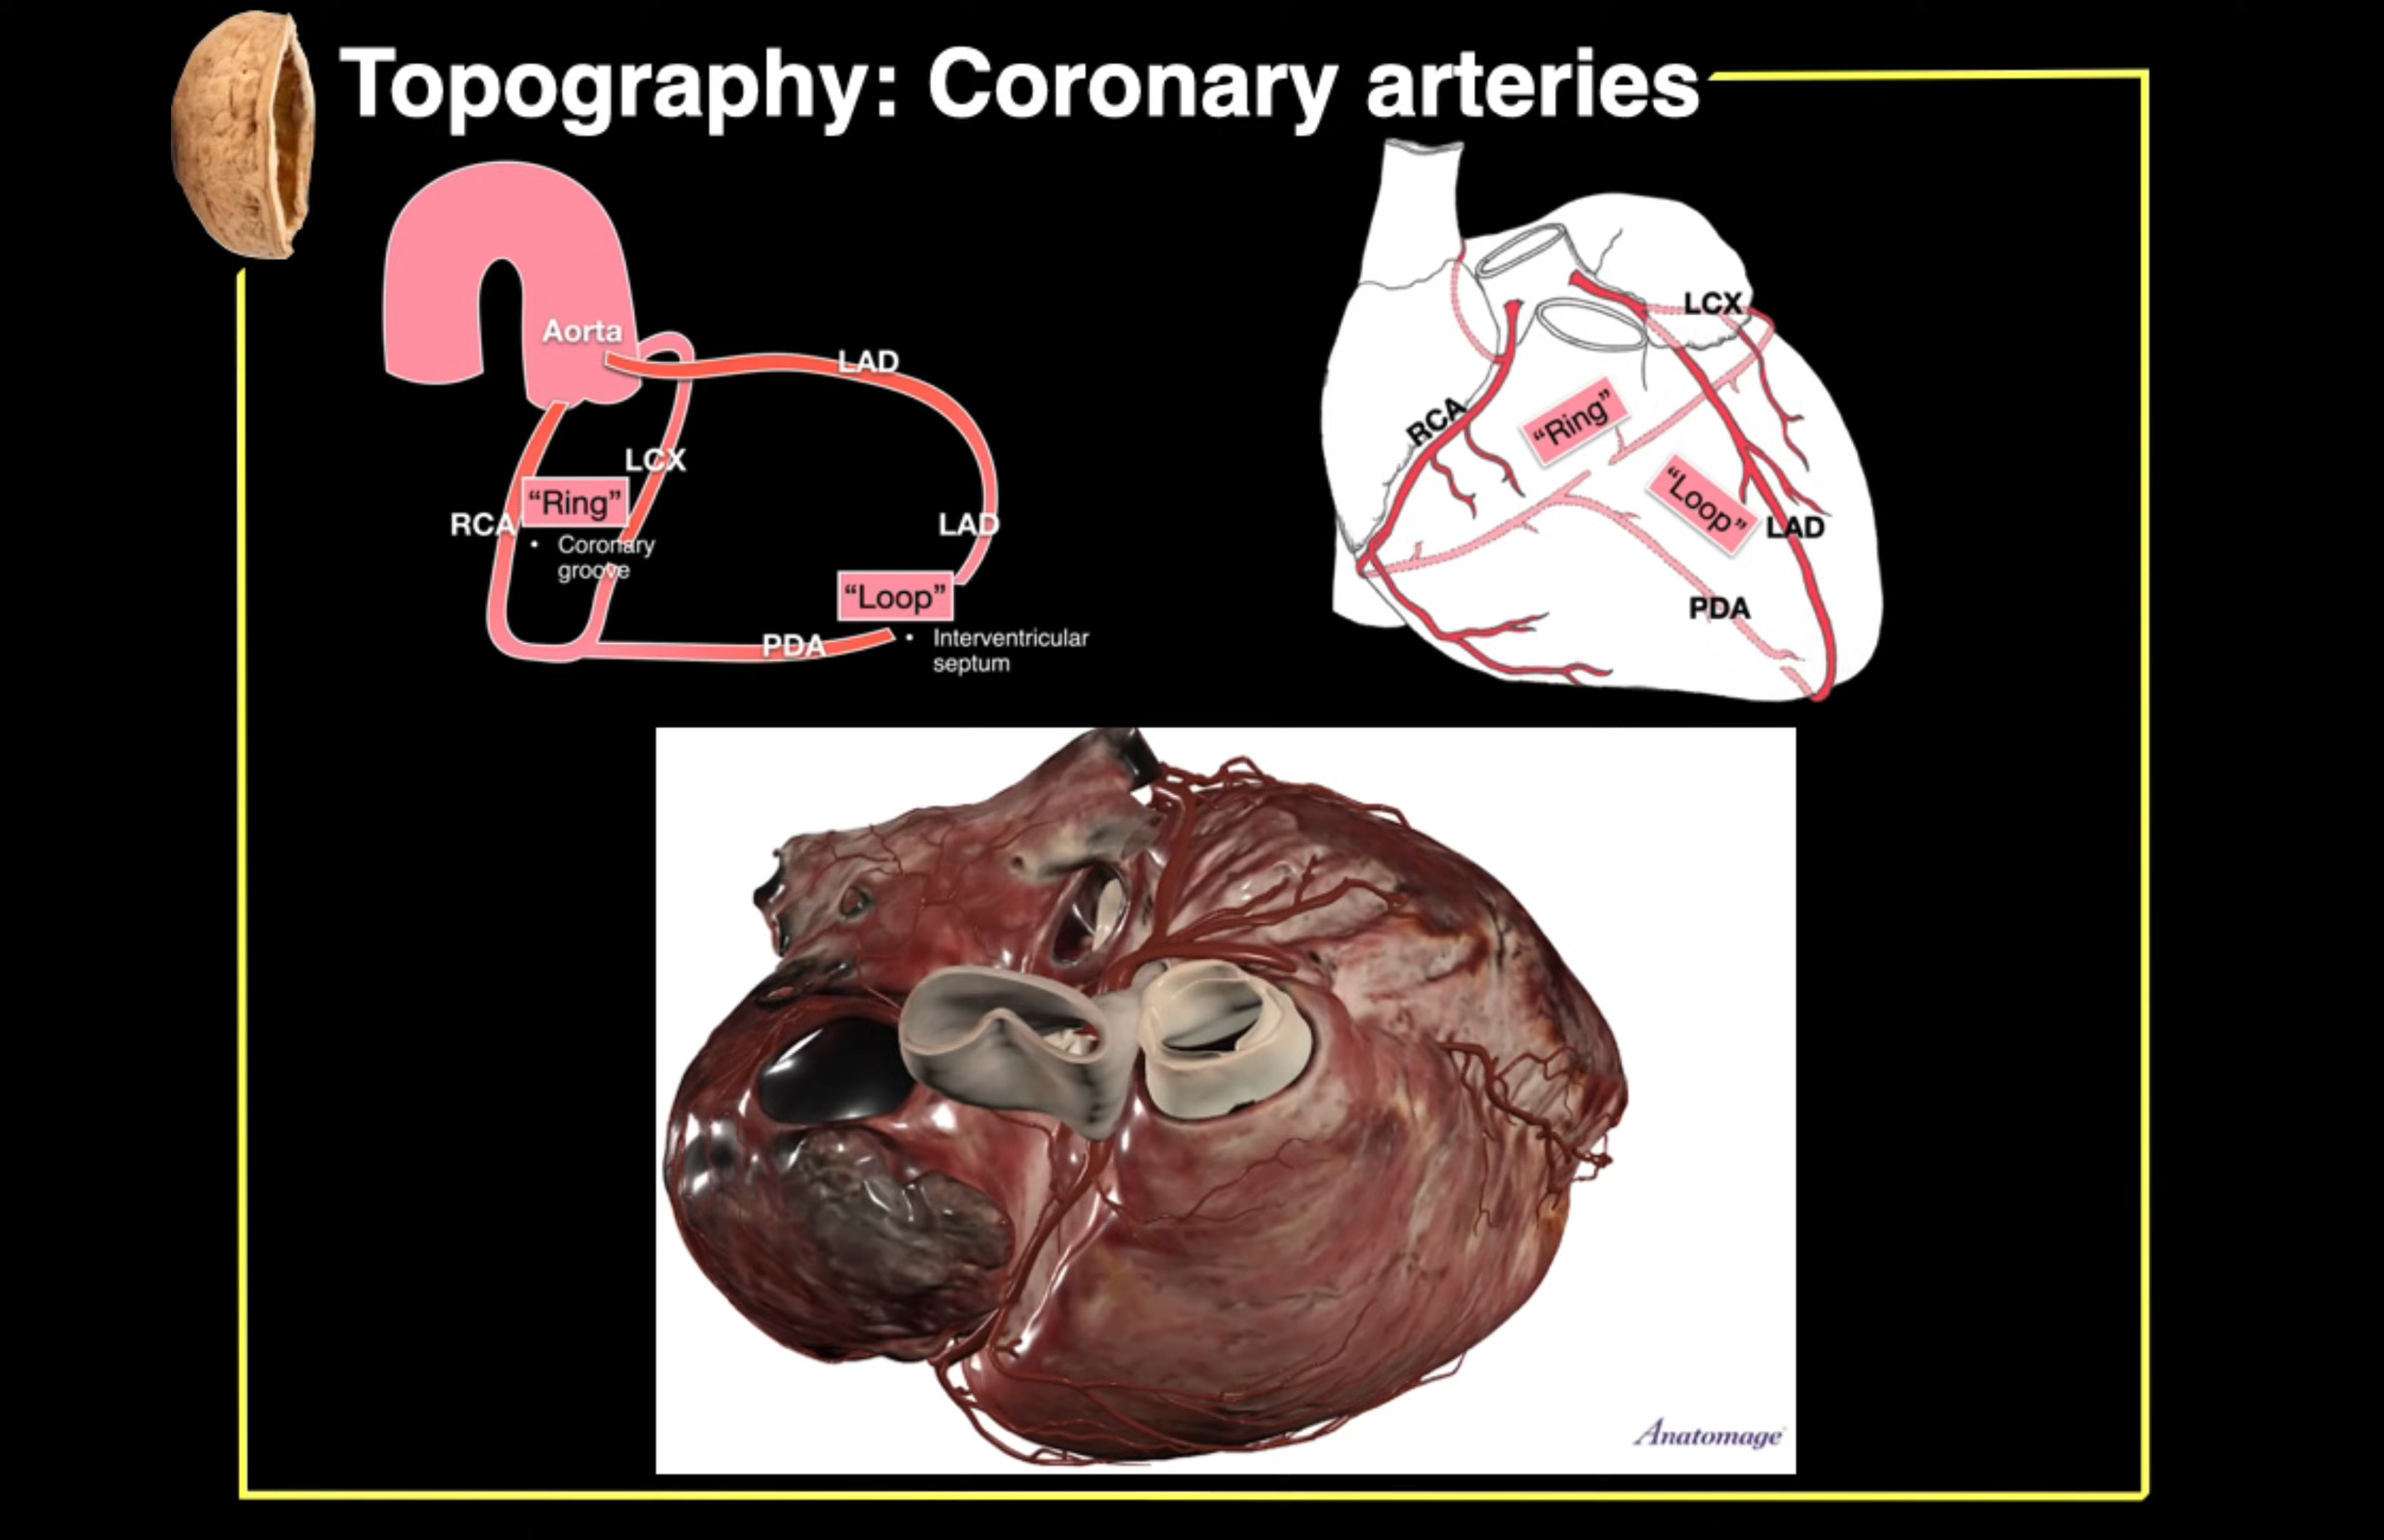 Topography: Coronary arteries
Aorta
LAD
LCX
"Ring"
RCA
• Coronary
groove
LAD
"Loop"
PDA
• Interventricular
septum
LCX
RCA
"Ring"
"Loop"
LAD
PDA
Anatomage